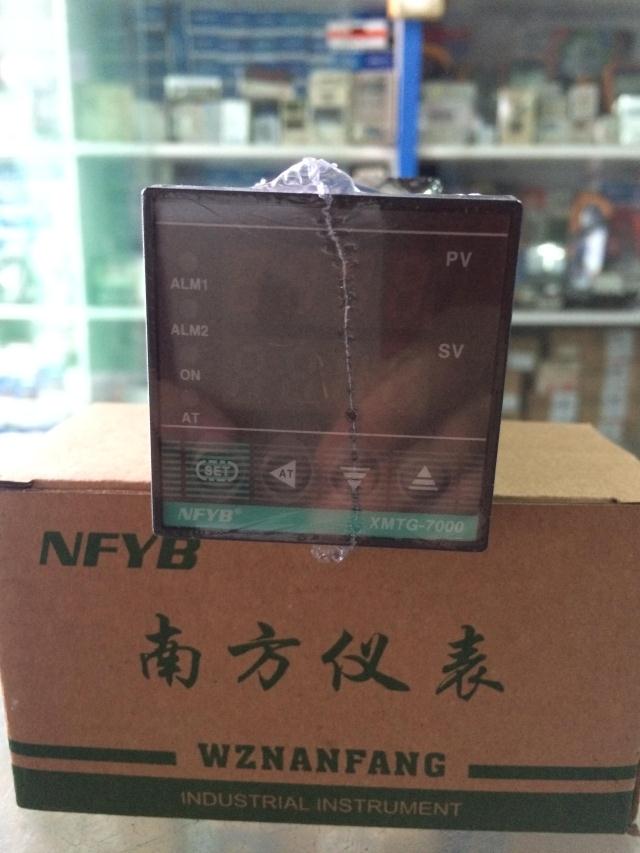 PV
ALM1
ALM2
SV
ON
AT
SET AT
NFYB® XMTG-7000
NFYB
南方仪表
WZNANFANG
INDUSTRIAL INSTRUMENT